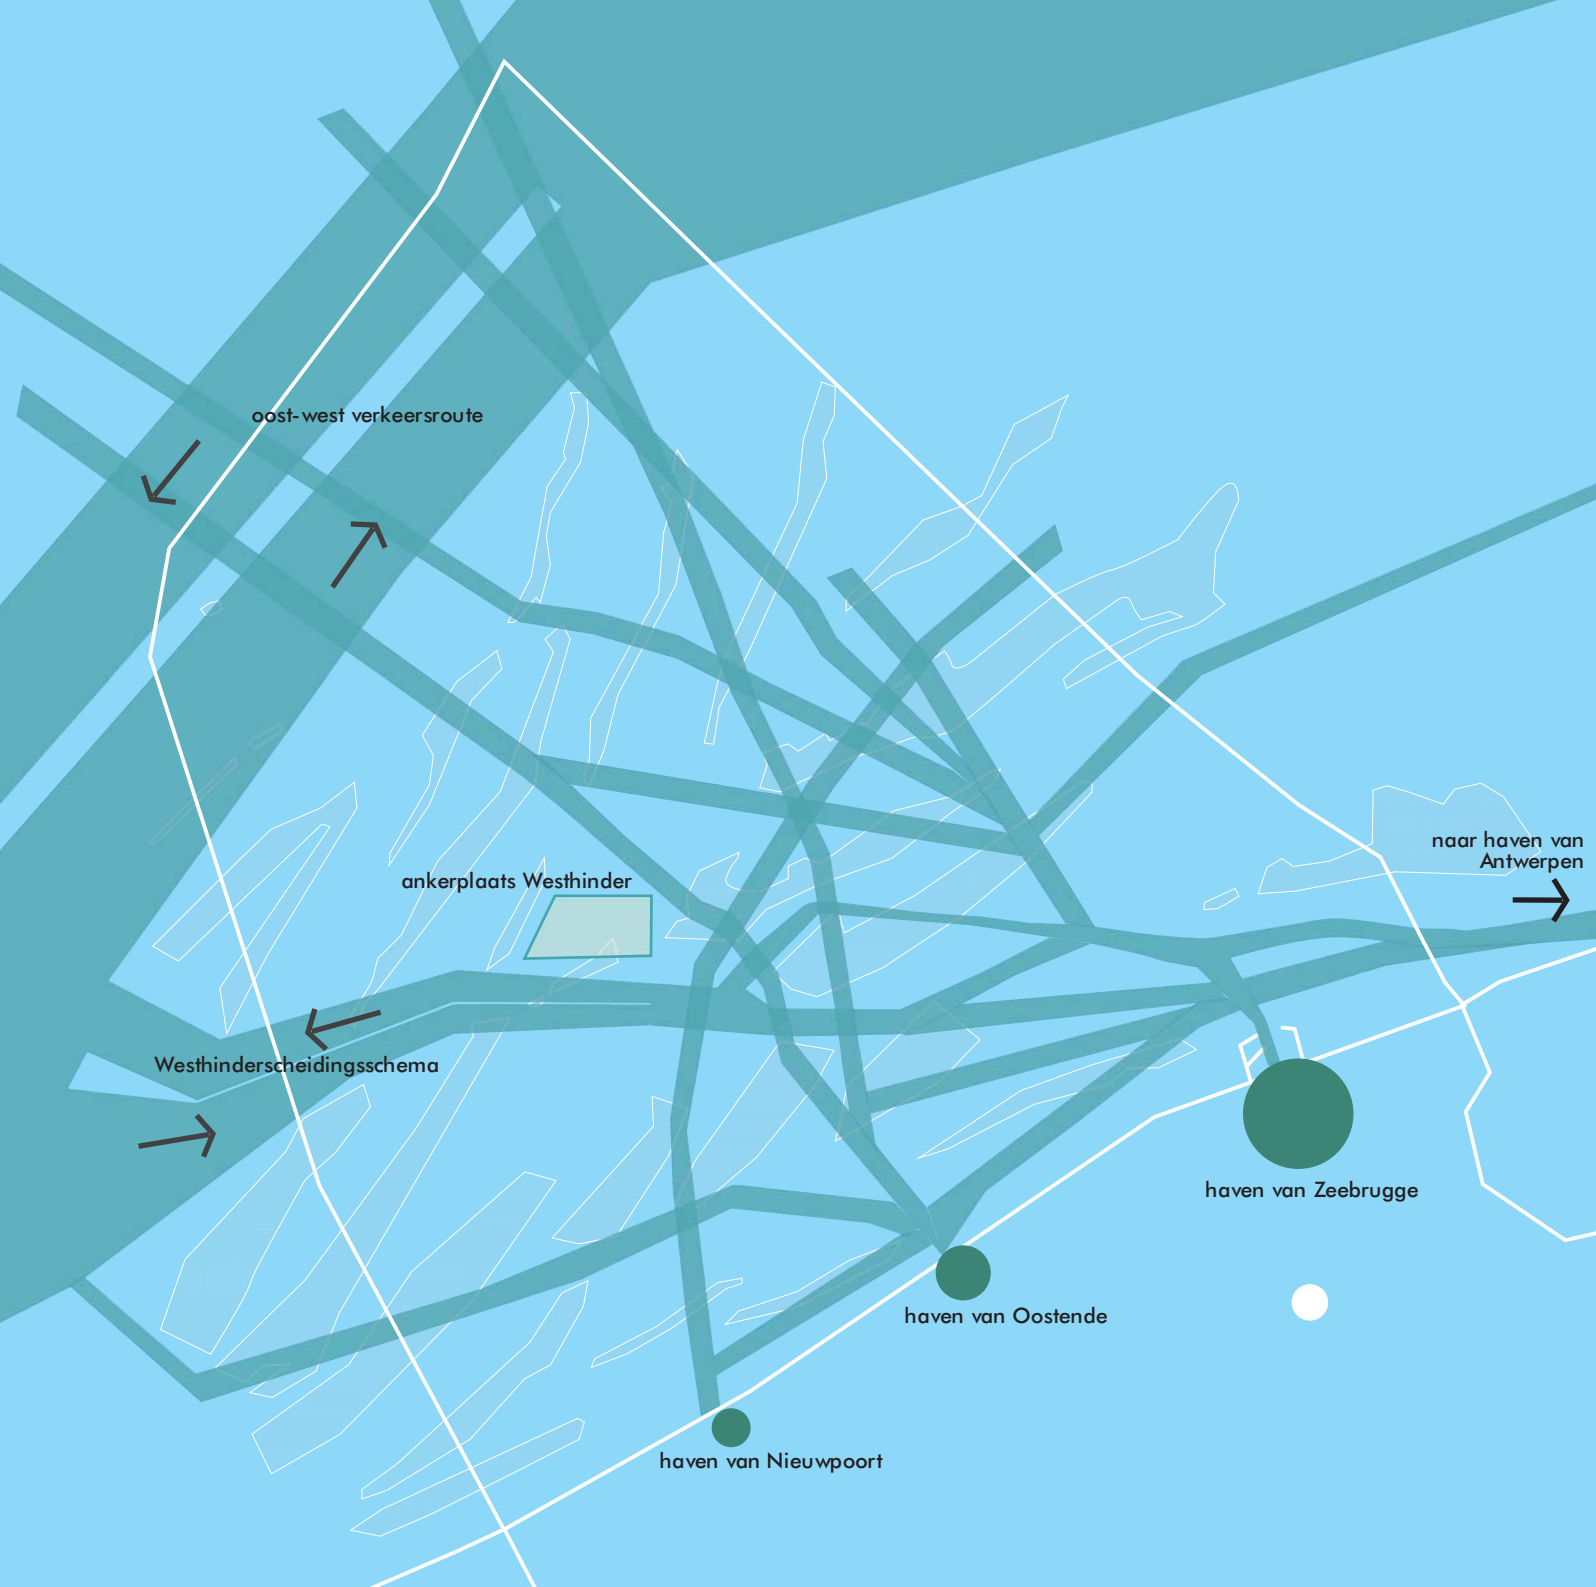 oost-west verkeersroute
naar haven van
Antwerpen
ankerplaats Westhinder
Westhinderscheidingsschema
haven van Zeebrugge
haven van Oostende
haven van Nieuwpoort